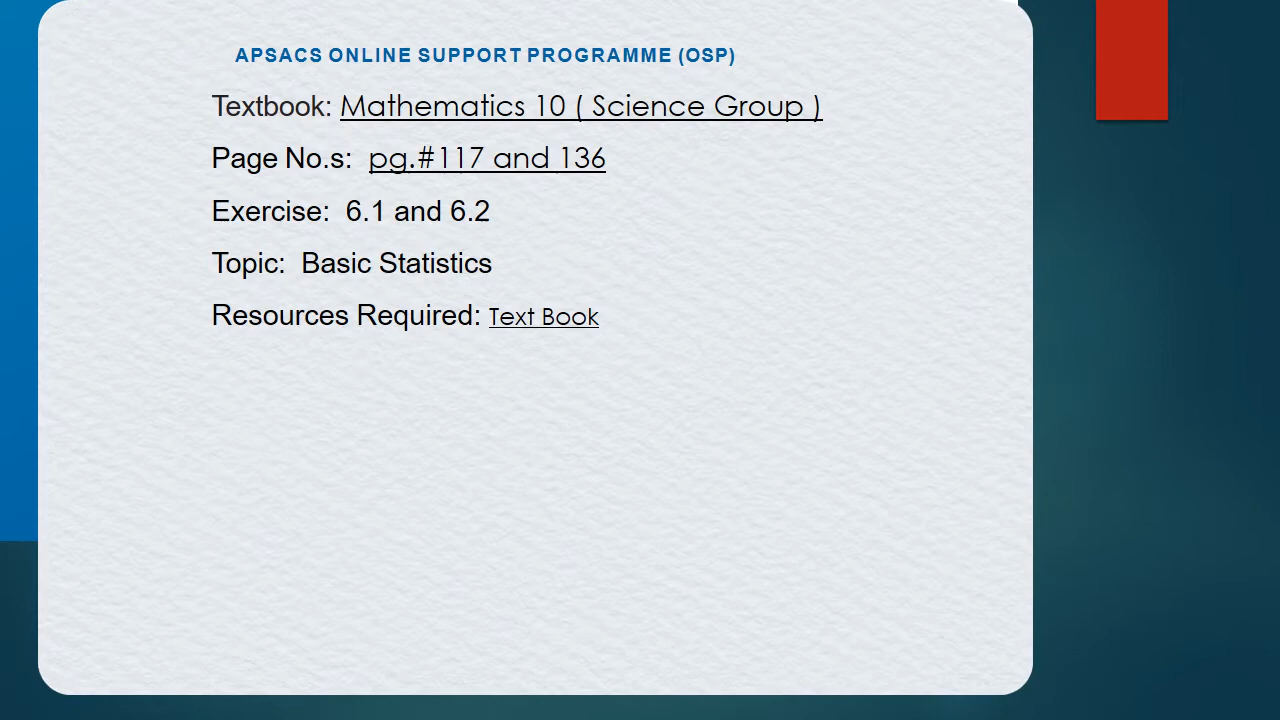 APSACS ONLINE SUPPORT PROGRAMME (OSP)
Textbook: Mathematics 10 ( Science Group )
Page No.s: pg.#117 and 136
Exercise: 6.1 and 6.2
Topic: Basic Statistics
Resources Required: Text Book